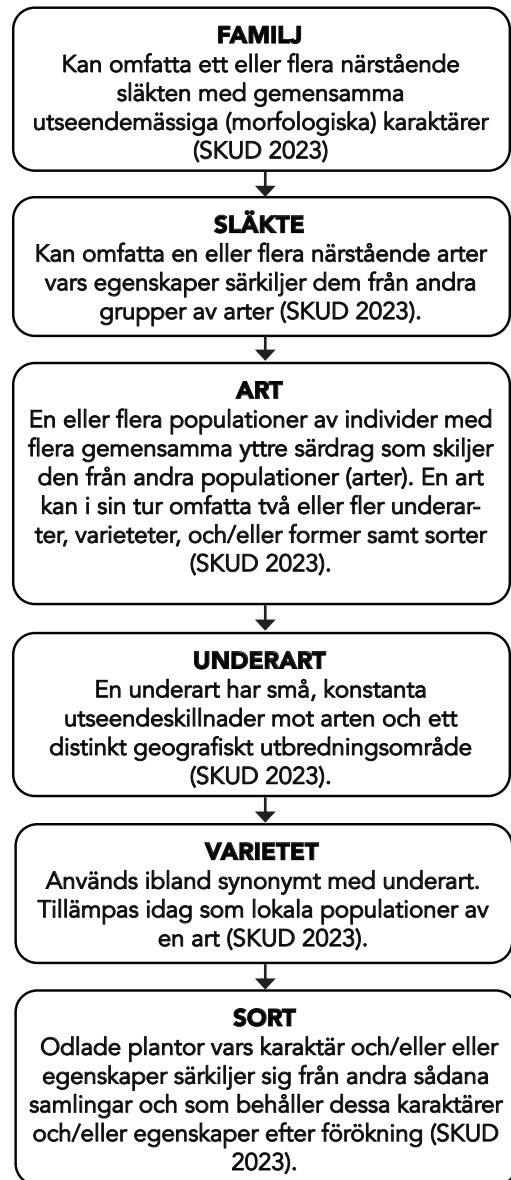 FAMILJ
Kan omfatta ett eller flera närstående
släkten med gemensamma
utseendemässiga (morfologiska) karaktärer
(SKUD 2023)
SLÄKTE
Kan omfatta en eller flera närstående arter
vars egenskaper särkiljer dem från andra
grupper av arter (SKUD 2023).
ART
En eller flera populationer av individer med
flera gemensamma yttre särdrag som skiljer
den från andra populationer (arter). En art
kan i sin tur omfatta två eller fler underar-
ter, varieteter, och/eller former samt sorter
(SKUD 2023).
UNDERART
En underart har små, konstanta
utseendeskillnader mot arten och ett
distinkt geografiskt utbredningsområde
(SKUD 2023).
VARIETET
Används ibland synonymt med underart.
Tillämpas idag som lokala populationer av
en art (SKUD 2023).
SORT
Odlade plantor vars karaktär och/eller eller
egenskaper särkiljer sig från andra sådana
samlingar och som behåller dessa karaktärer
och/eller egenskaper efter förökning (SKUD
2023).